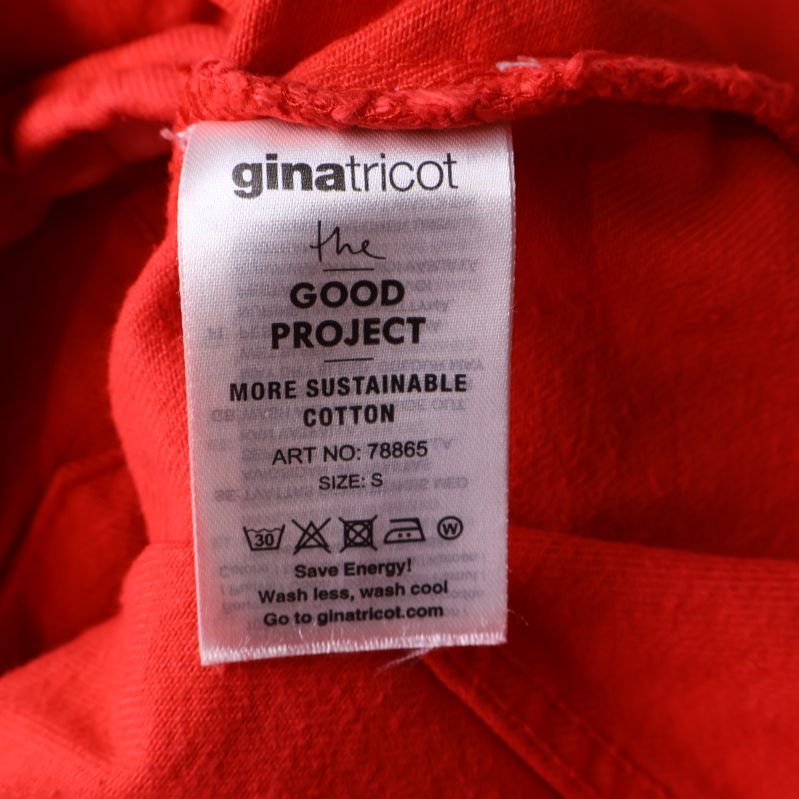 ginatricot
the
GOOD
PROJECT
MORE SUSTAINABLE
COTTON
ART NO: 78865
SIZE: S
30 W
Save Energy!
Wash less, wash cool
Go to ginatricot.com